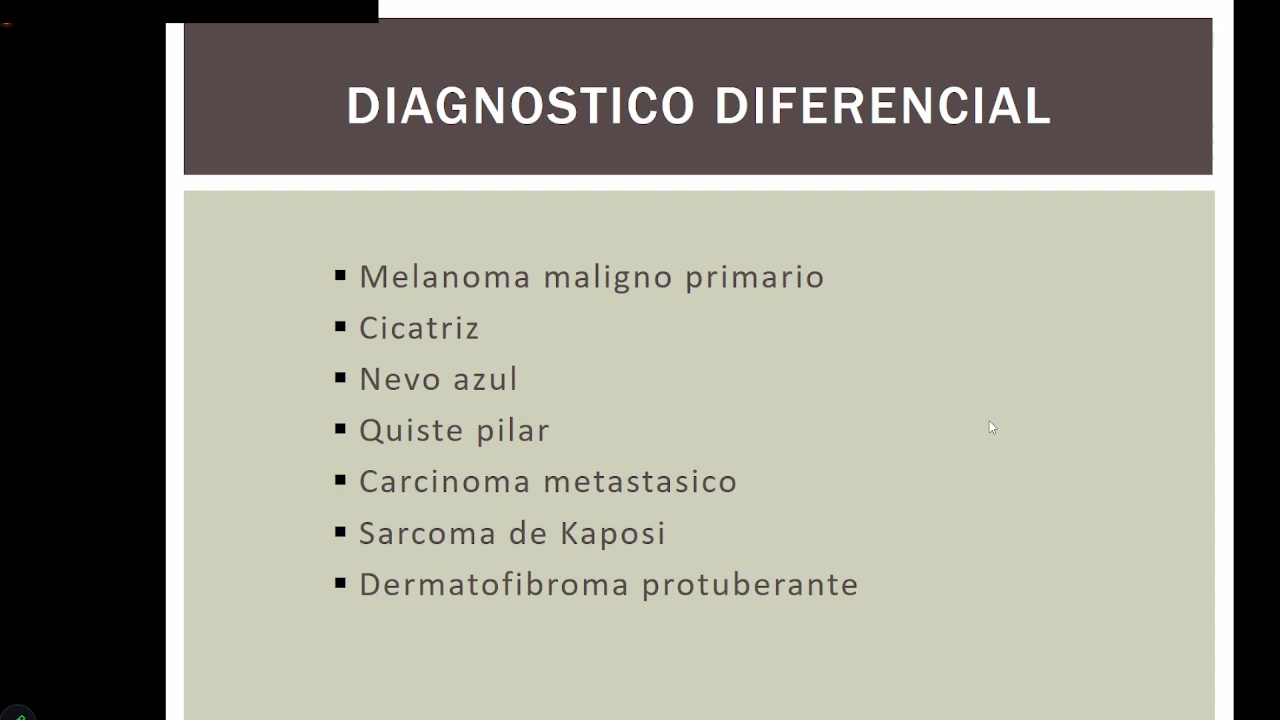 DIAGNOSTICO DIFERENCIAL
▪ Melanoma maligno primario
▪ Cicatriz
▪ Nevo azul
▪ Quiste pilar
▪ Carcinoma metastasico
▪ Sarcoma de Kaposi
▪ Dermatofibroma protuberante